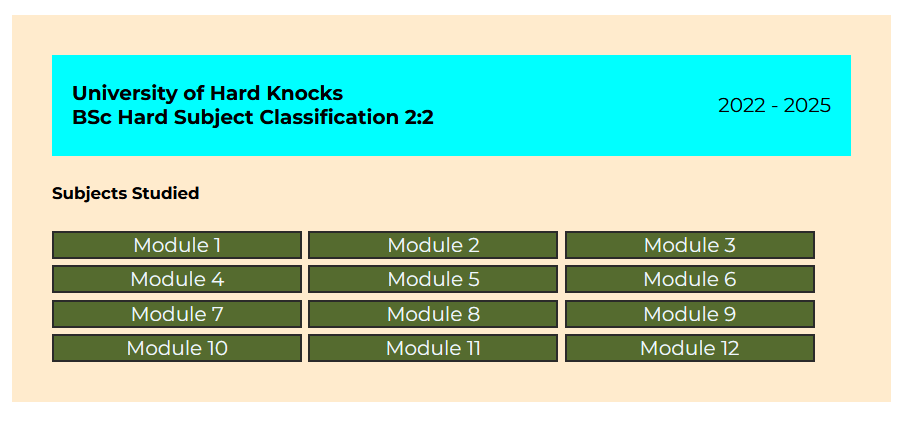 University of Hard Knocks
BSc Hard Subject Classification 2:2
2022 - 2025
Subjects Studied
Module 1 Module 2 Module 3
Module 4 Module 5 Module 6
Module 7 Module 8 Module 9
Module 10 Module 11 Module 12